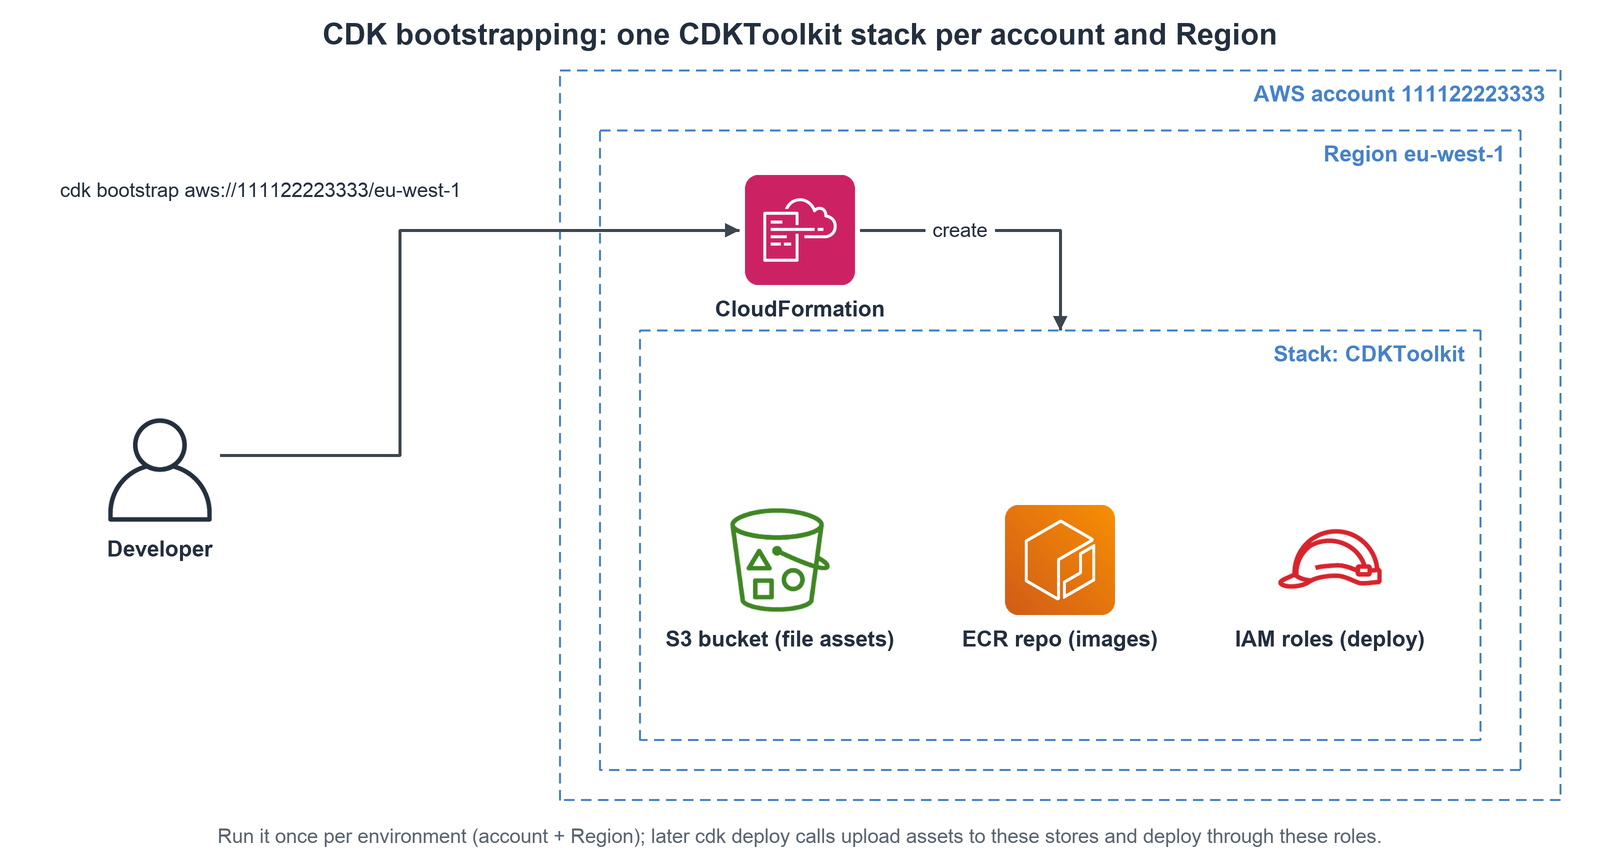 CDK bootstrapping: one CDKToolkit stack per account and Region
AWS account 111122223333
Region eu-west-1
cdk bootstrap aws://111122223333/eu-west-1
create
CloudFormation
Stack: CDKToolkit
Developer
S3 bucket (file assets)
ECR repo (images)
IAM roles (deploy)
Run it once per environment (account + Region); later cdk deploy calls upload assets to these stores and deploy through these roles.